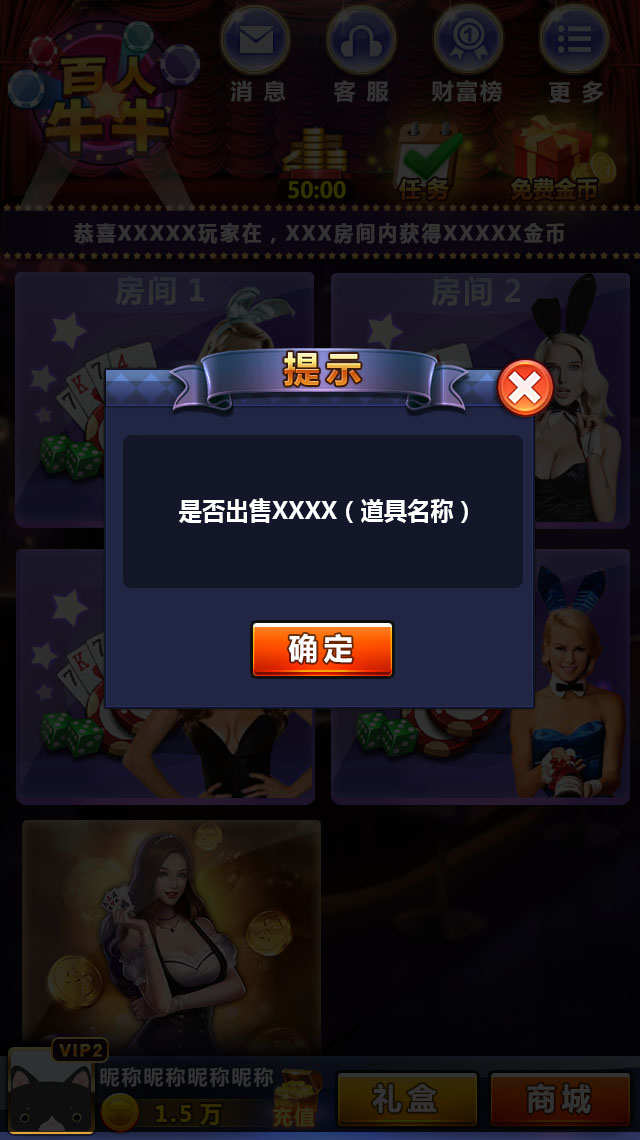 百人
牛牛
消息
客服
财富榜
更多
50:00
任务
免费金币
恭喜XXXXX玩家在，XXX房间内获得XXXXX金币
房间 1
房间 2
提示
是否出售XXXX（道具名称）
确定
VIP2
昵称昵称昵称昵称
1.5 万
充值
礼盒
商城